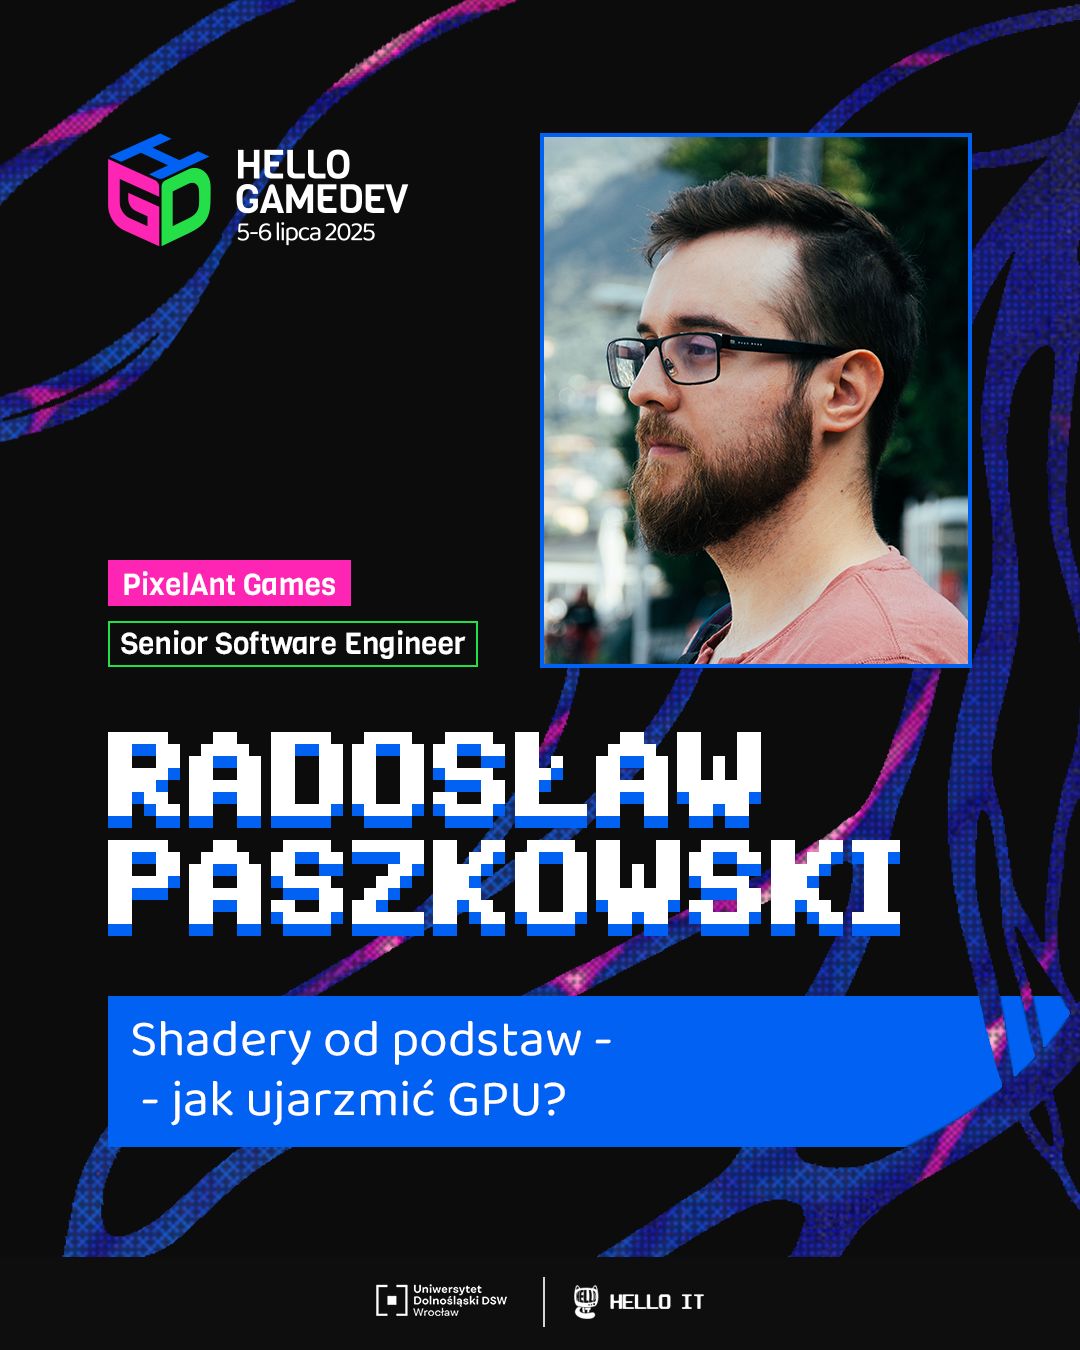 HELLO
GAMEDEV
5-6 lipca 2025
PixelAnt Games
Senior Software Engineer
RADOSŁAW
PASZKOWSKI
Shadery od podstaw -
- jak ujarzmić GPU?
Uniwersytet
Dolnośląski DSW
Wrocław
HELLO IT